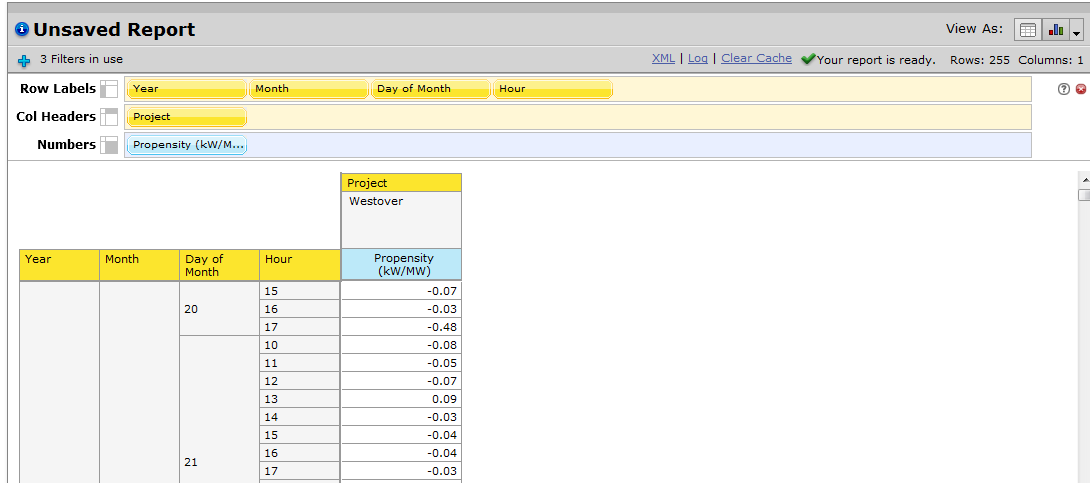 Unsaved Report
View As:
3 Filters in use
XML | Log | Clear Cache Your report is ready. Rows: 255 Columns: 1
Row Labels Year Month Day of Month Hour
Col Headers Project
Numbers Propensity (kW/M...
Project
Westover
Year Month Day of Month Hour Propensity (kW/MW)
15 -0.07
20 16 -0.03
17 -0.48
10 -0.08
11 -0.05
12 -0.07
13 0.09
14 -0.03
15 -0.04
21 16 -0.04
17 -0.03